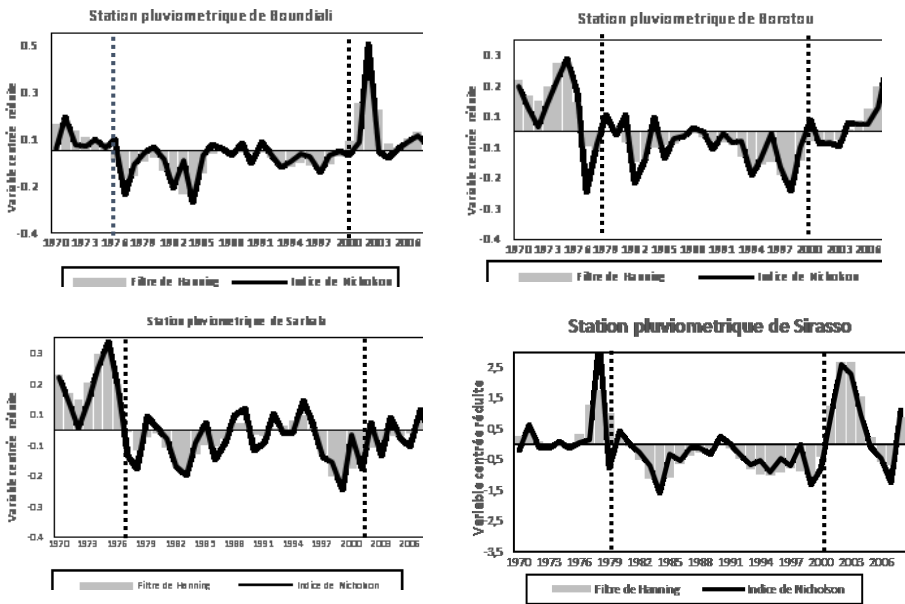 Station pluviometrique de Boundiali
Variable centrée réduite
0.5
0.1
-0.2
-0.4
1970 1973 1976 1979 1982 1985 1988 1991 1994 1997 2000 2003 2006
Filtre de Hanning Indice de Nicholson
Station pluviometrique de Borotou
Variable centrée réduite
0.3
0.2
0.1
-0.1
-0.2
-0.3
-0.4
1970 1973 1976 1979 1982 1985 1988 1991 1994 1997 2000 2003 2006
Filtre de Hanning Indice de Nicholson
Station pluviometrique de Sarhala
Variable centrée réduite
0.3
0.2
0.1
-0.1
-0.2
-0.3
-0.4
1970 1973 1976 1979 1982 1985 1988 1991 1994 1997 2000 2003 2006
Filtre de Hanning Indice de Nicholson
Station pluviometrique de Sirasso
Variable centrée réduite
2,5
1,5
0,5
-0,5
-1,5
-2,5
-3,5
1970 1973 1976 1979 1982 1985 1988 1991 1994 1997 2000 2003 2006
Filtre de Hanning Indice de Nicholson